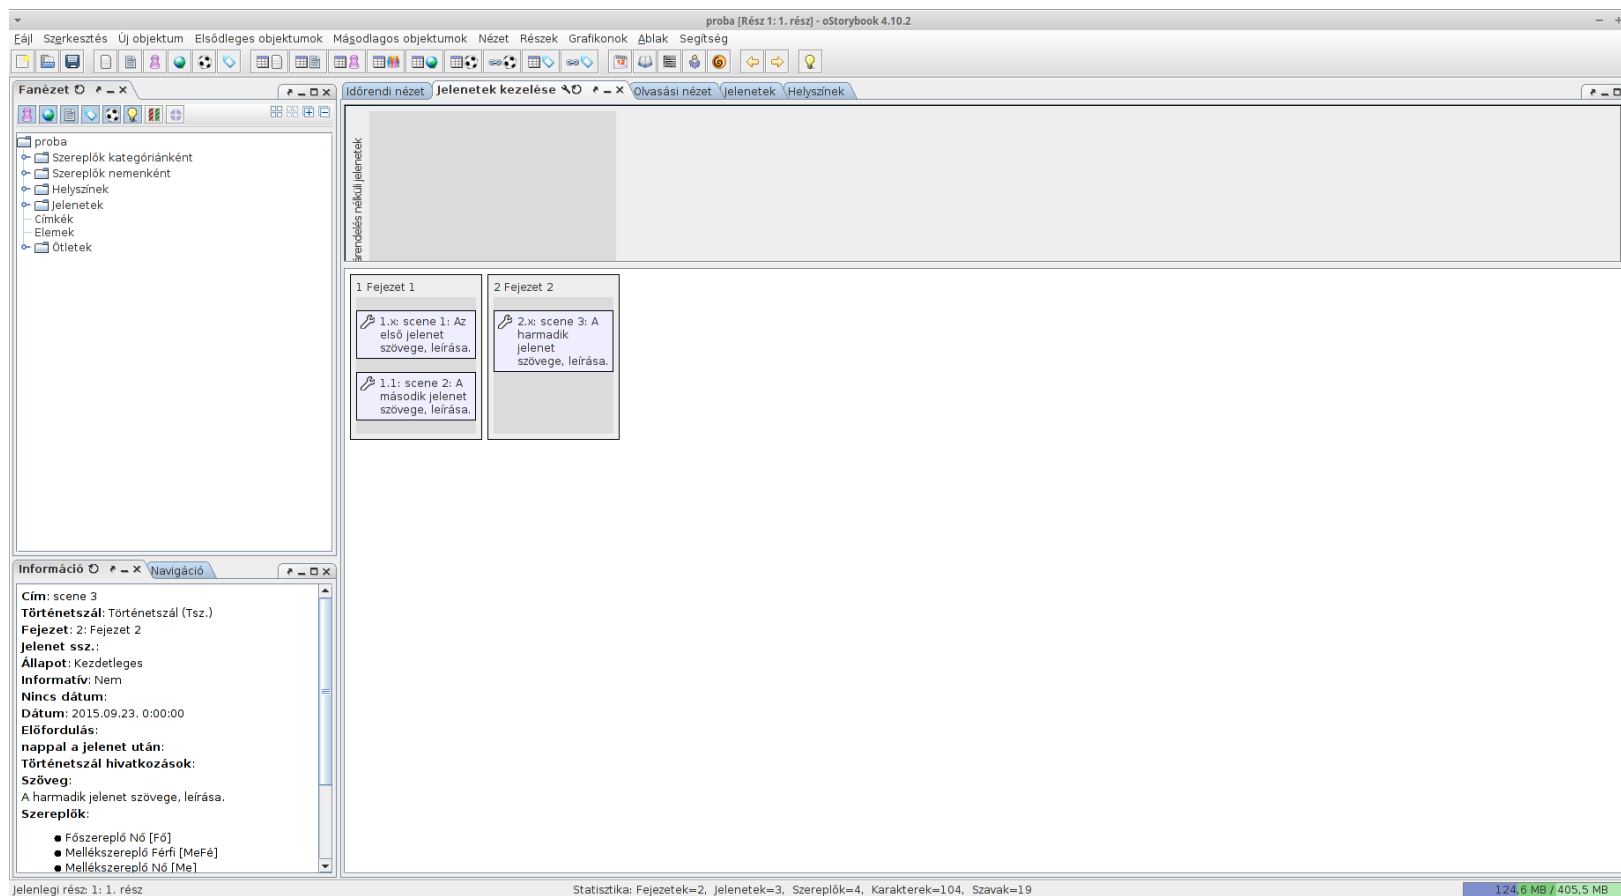 proba [Rész 1: 1. rész] - oStorybook 4.10.2
Fájl Szerkesztés Új objektum Elsődleges objektumok Másodlagos objektumok Nézet Részek Grafikonok Ablak Segítség
Fanézet
proba
Szereplők kategóriánként
Szereplők nemenként
Helyszínek
Jelenetek
Címkék
Elemek
Ötletek
Információ Navigáció
Cím: scene 3
Történetszál: Történetszál (Tsz.)
Fejezet: 2: Fejezet 2
Jelenet ssz.:
Állapot: Kezdetleges
Informatív: Nem
Nincs dátum:
Dátum: 2015.09.23. 0:00:00
Előfordulás:
nappal a jelenet után:
Történetszál hivatkozások:
Szöveg:
A harmadik jelenet szövege, leírása.
Szereplők:
Főszereplő Nő [Fő]
Mellékszereplő Férfi [MeFé]
Mellékszereplő Nő [Me]
Időrendi nézet Jelenetek kezelése Olvasási nézet Jelenetek Helyszínek
árendelés nélküli jelenetek
1 Fejezet 1
1.x: scene 1: Az
első jelenet
szövege, leírása.
1.1: scene 2: A
második jelenet
szövege, leírása.
2 Fejezet 2
2.x: scene 3: A
harmadik
jelenet
szövege, leírása.
Jelenlegi rész: 1: 1. rész
Statisztika: Fejezetek=2, Jelenetek=3, Szereplők=4, Karakterek=104, Szavak=19
124,6 MB / 405,5 MB